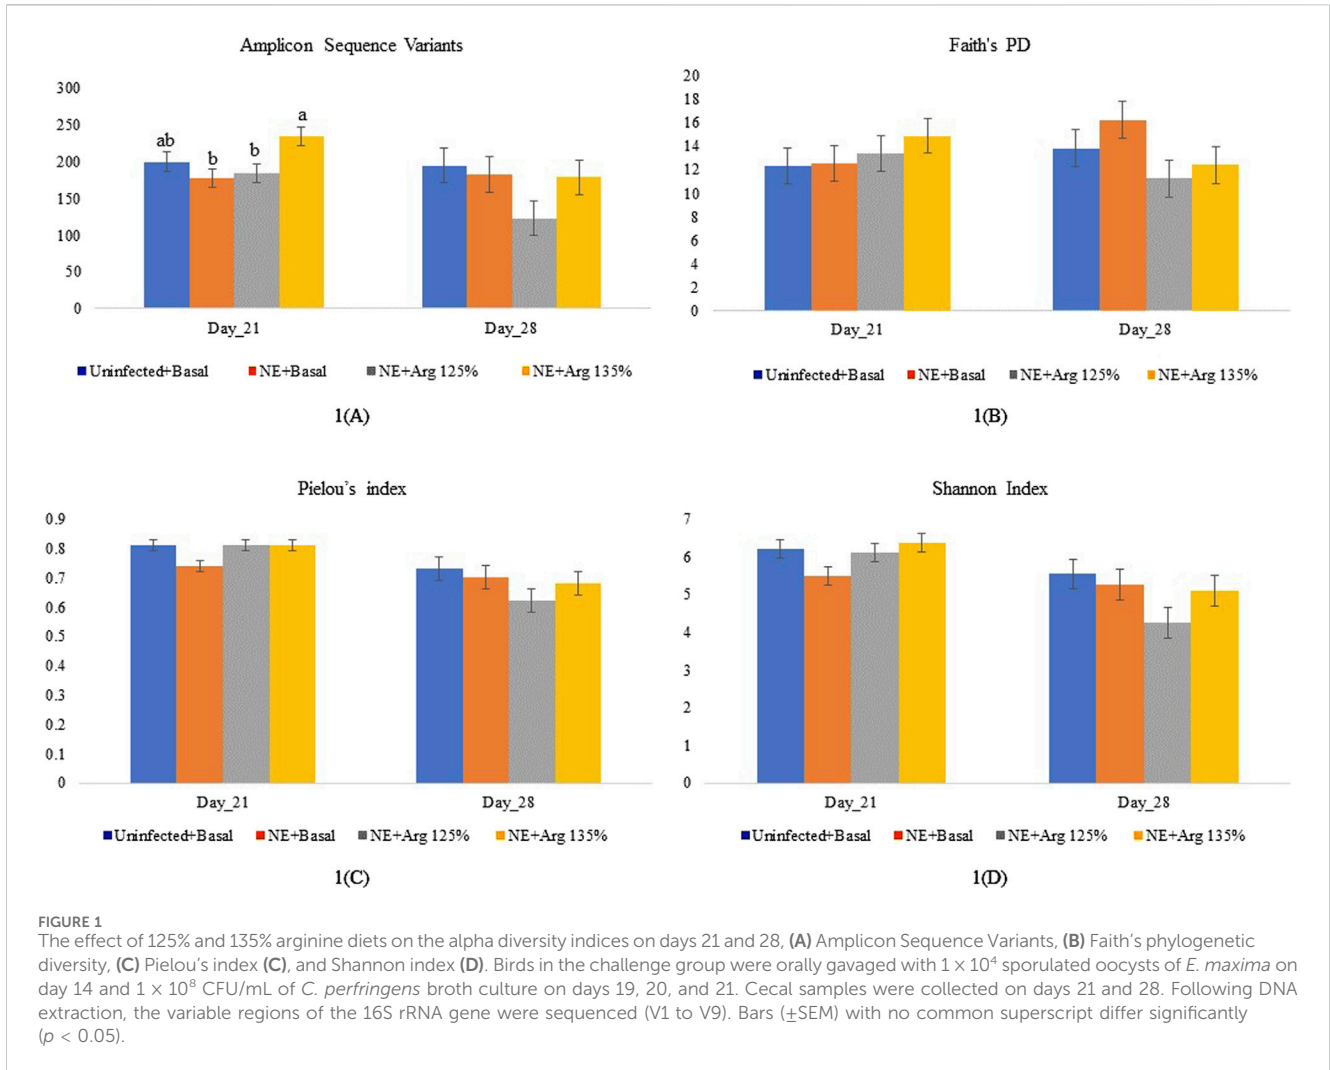 Amplicon Sequence Variants
300
250
200
150
100
50
0
ab
b
b
a
Day_21
Day_28
Uninfected+Basal
NE+Basal
NE+Arg 125%
NE+Arg 135%
1(A)
Faith's PD
20
18
16
14
12
10
8
6
4
2
0
Day_21
Day_28
Uninfected+Basal
NE+Basal
NE+Arg 125%
NE+Arg 135%
1(B)
Pielou's index
0.9
0.8
0.7
0.6
0.5
0.4
0.3
0.2
0.1
0
Day_21
Day_28
Uninfected+Basal
NE+Basal
NE+Arg 125%
NE+Arg 135%
1(C)
Shannon Index
7
6
5
4
3
2
1
0
Day_21
Day_28
Uninfected+Basal
NE+Basal
NE+Arg 125%
NE+Arg 135%
1(D)
FIGURE 1
The effect of 125% and 135% arginine diets on the alpha diversity indices on days 21 and 28, (A) Amplicon Sequence Variants, (B) Faith's phylogenetic
diversity, (C) Pielou's index (C), and Shannon index (D). Birds in the challenge group were orally gavaged with 1 × 10⁴ sporulated oocysts of E. maxima on
day 14 and 1 × 10⁸ CFU/mL of C. perfringens broth culture on days 19, 20, and 21. Cecal samples were collected on days 21 and 28. Following DNA
extraction, the variable regions of the 16S rRNA gene were sequenced (V1 to V9). Bars (±SEM) with no common superscript differ significantly
(p < 0.05).